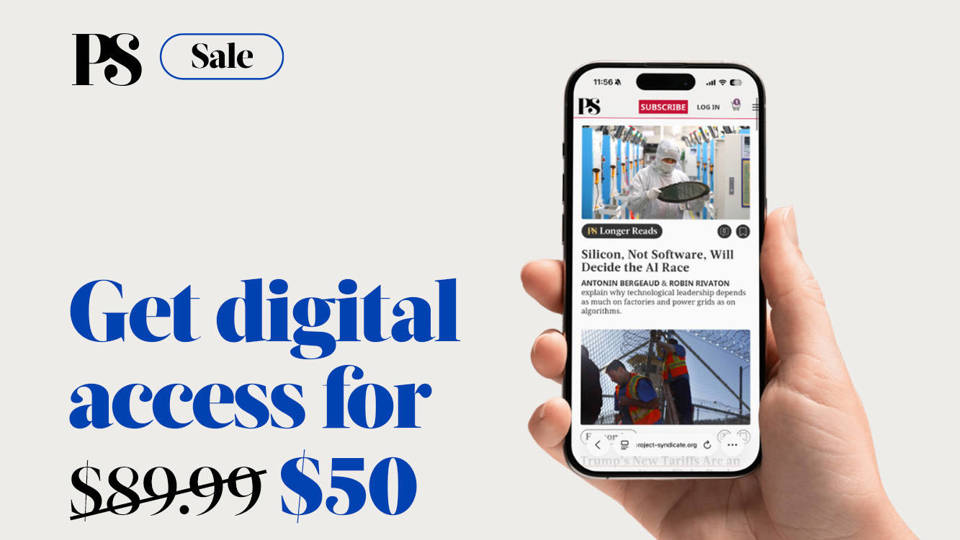 PS
Sale
Get digital
access for
$89.99 $50
11:56
PS
SUBSCRIBE
LOG IN
PS Longer Reads
Silicon, Not Software, Will
Decide the AI Race
ANTONIN BERGEAUD & ROBIN RIVATON
explain why technological leadership depends
as much on factories and power grids as on
algorithms.
project-syndicate.org
Trump's New Tariffs Are an